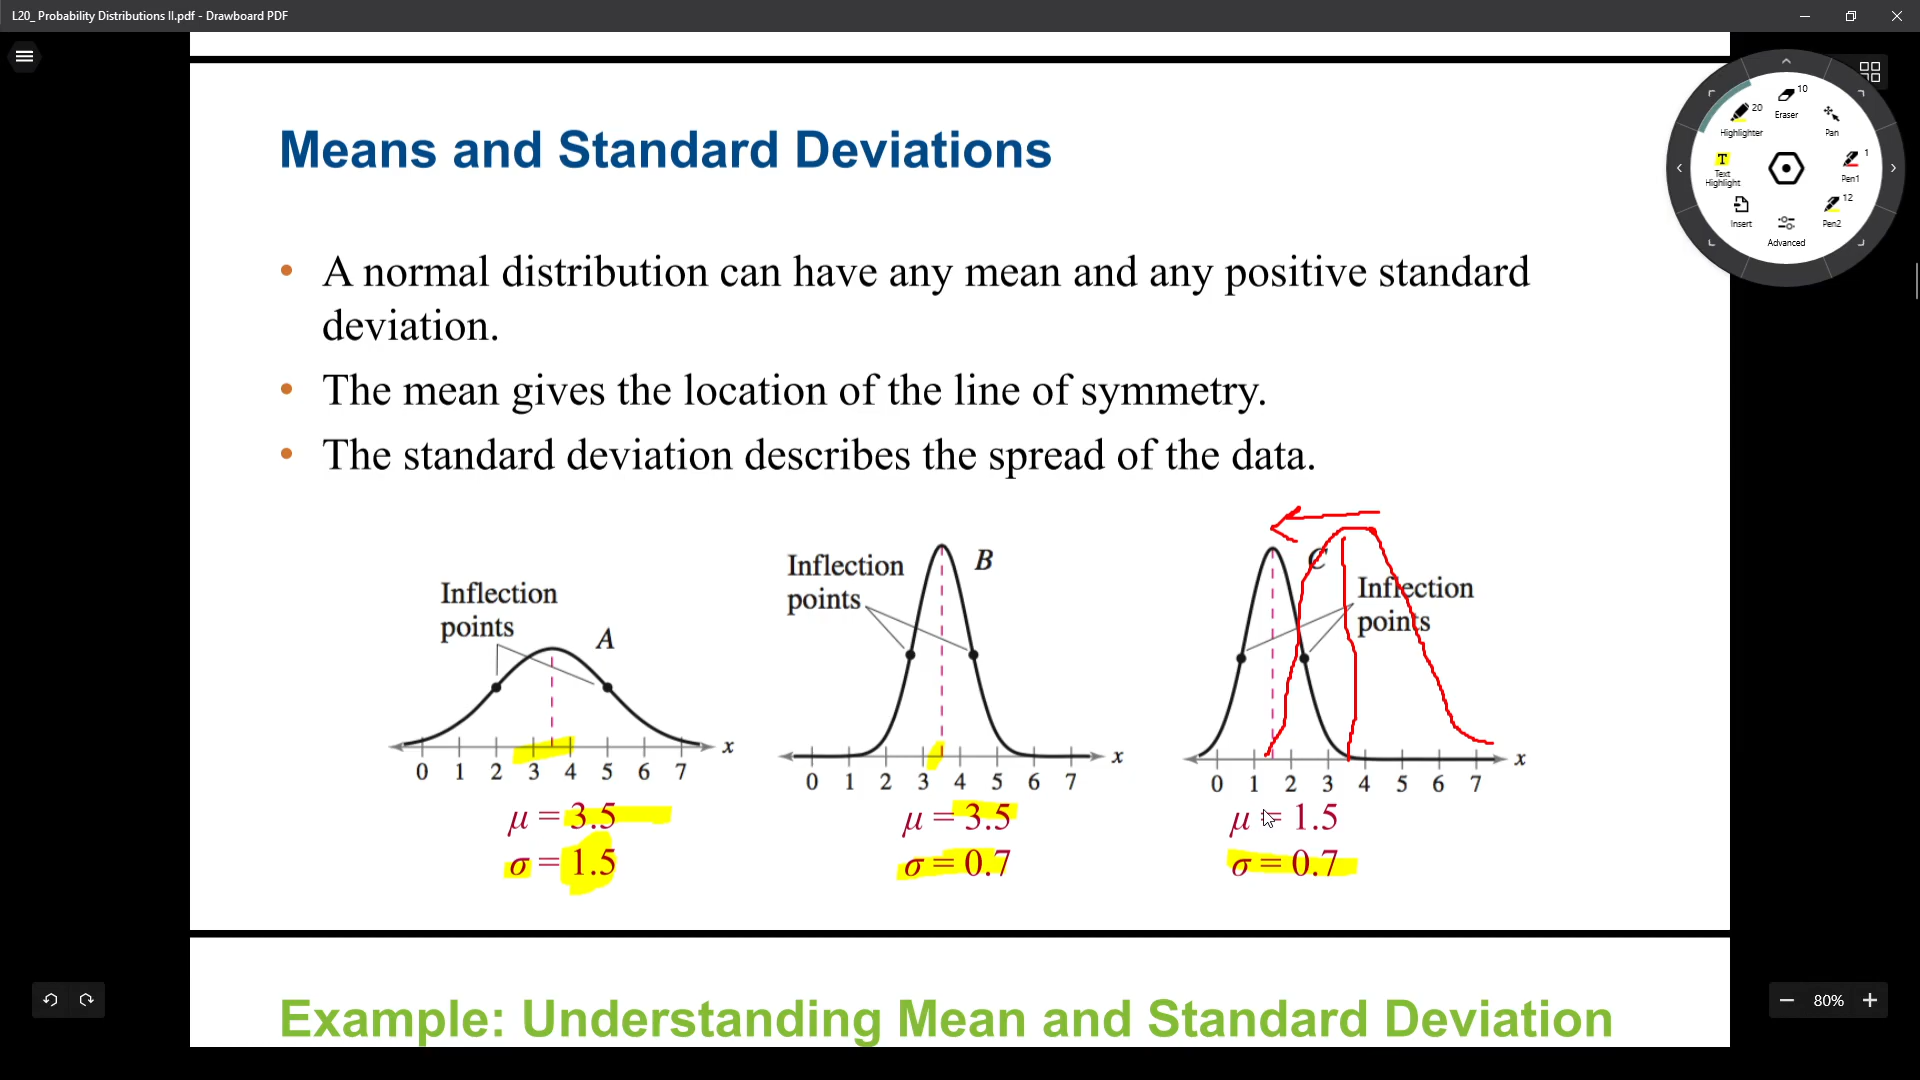 L20_ Probability Distributions II.pdf - Drawboard PDF
10
Eraser
20
Highlighter
Pan
T
Text
Highlight
1
Pen1
Insert
12
Pen2
Advanced
Means and Standard Deviations
• A normal distribution can have any mean and any positive standard
deviation.
• The mean gives the location of the line of symmetry.
• The standard deviation describes the spread of the data.
Inflection
points
A
0 1 2 3 4 5 6 7
x
μ = 3.5
σ = 1.5
Inflection
points
B
0 1 2 3 4 5 6 7
x
μ = 3.5
σ = 0.7
C
Inflection
points
0 1 2 3 4 5 6 7
x
μ = 1.5
σ = 0.7
Example: Understanding Mean and Standard Deviation
80%